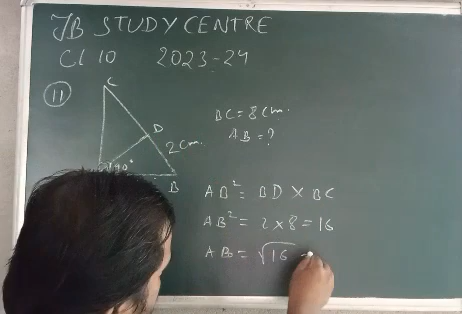 JB STUDY CENTRE
Cl 10 2023-24
11
C
D
2 cm.
90°
B
BC = 8 cm.
AB = ?
AB² = BD × BC
AB² = 2 × 8 = 16
AB = √16 =